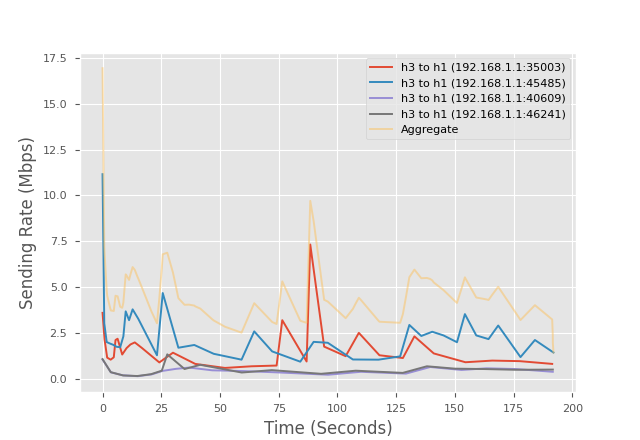 17.5
15.0
12.5
10.0
7.5
5.0
2.5
0.0
Sending Rate (Mbps)
h3 to h1 (192.168.1.1:35003)
h3 to h1 (192.168.1.1:45485)
h3 to h1 (192.168.1.1:40609)
h3 to h1 (192.168.1.1:46241)
Aggregate
0 25 50 75 100 125 150 175 200
Time (Seconds)